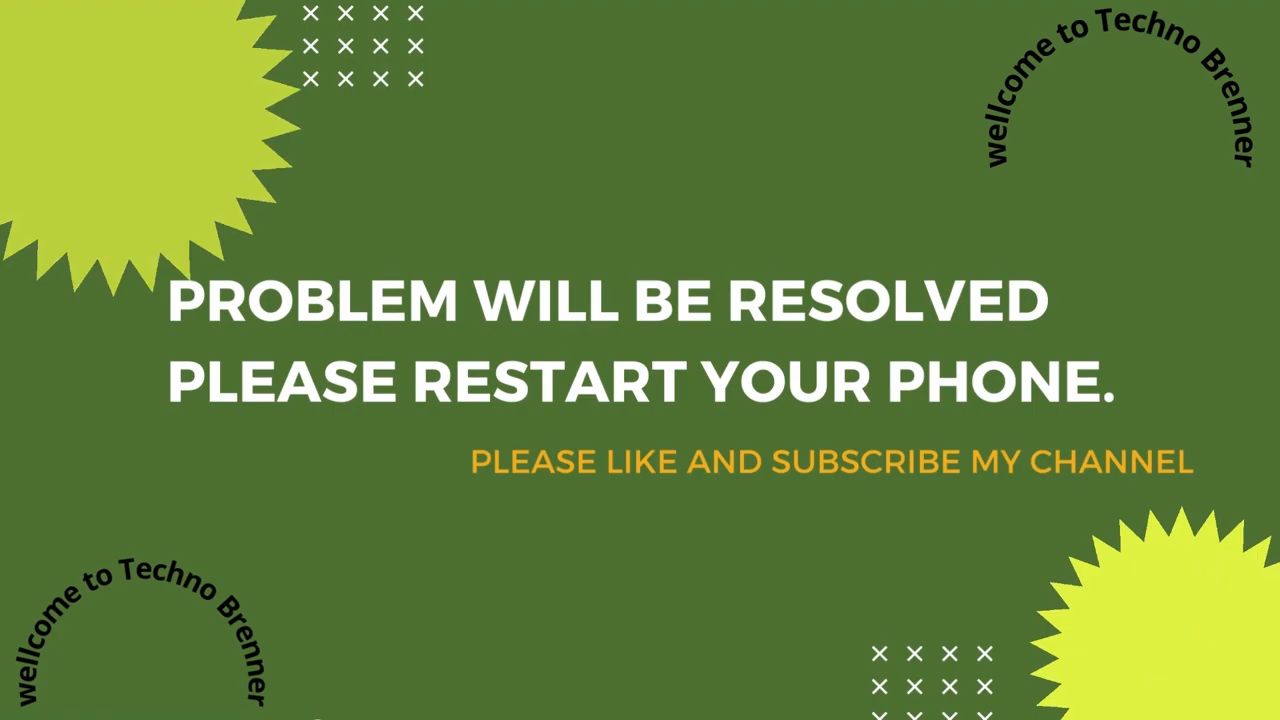 wellcome to Techno Brenner
PROBLEM WILL BE RESOLVED
PLEASE RESTART YOUR PHONE.
PLEASE LIKE AND SUBSCRIBE MY CHANNEL
wellcome to Techno Brenner